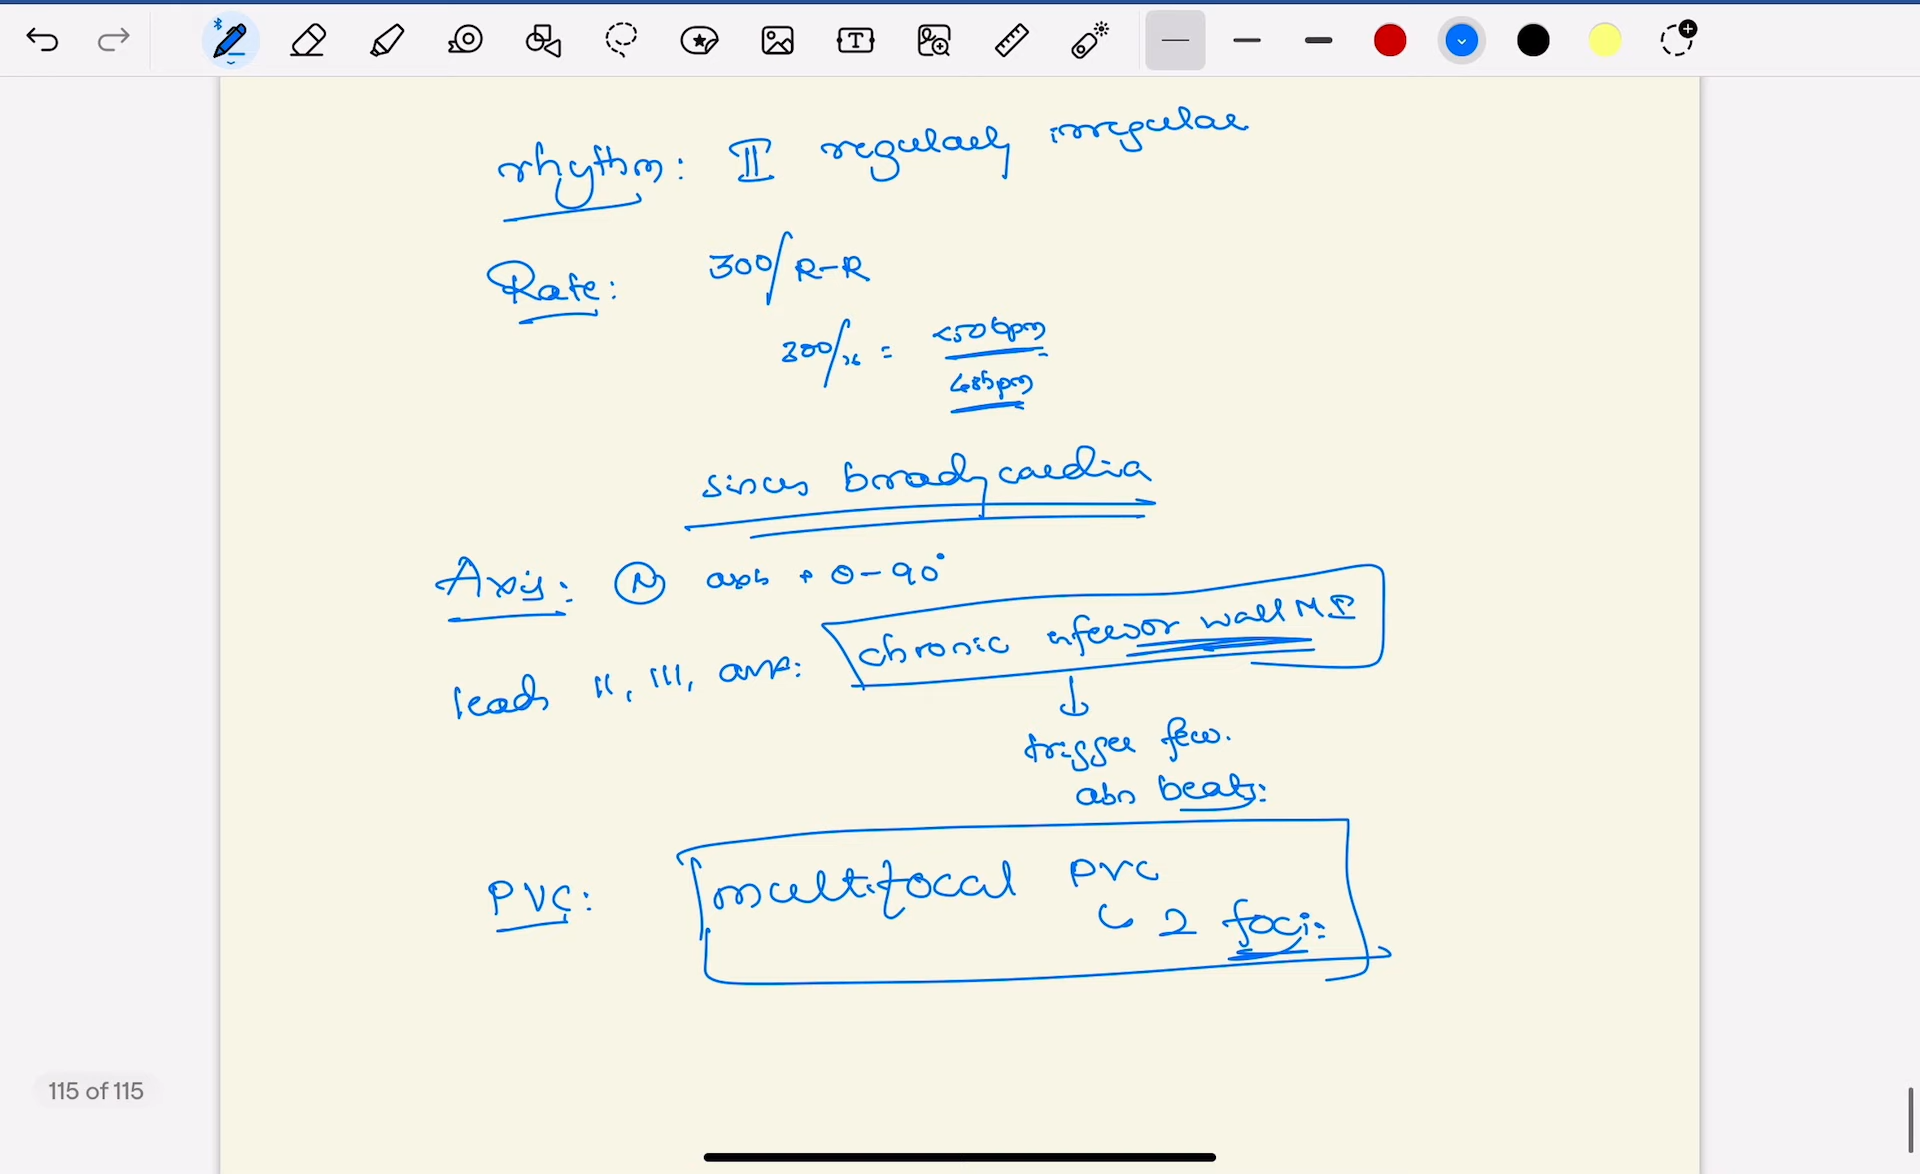 rhythm: II regularly irregular
Rate: 300/R-R
300/ = <50bpm
48bpm
sinus bradycardia
Axis: N axis 0-90°
leads II, III, avf: chronic inferior wall MI
↓
trigger few.
abn beats:
PVC: multifocal PVC
↳ 2 foci:
115 of 115